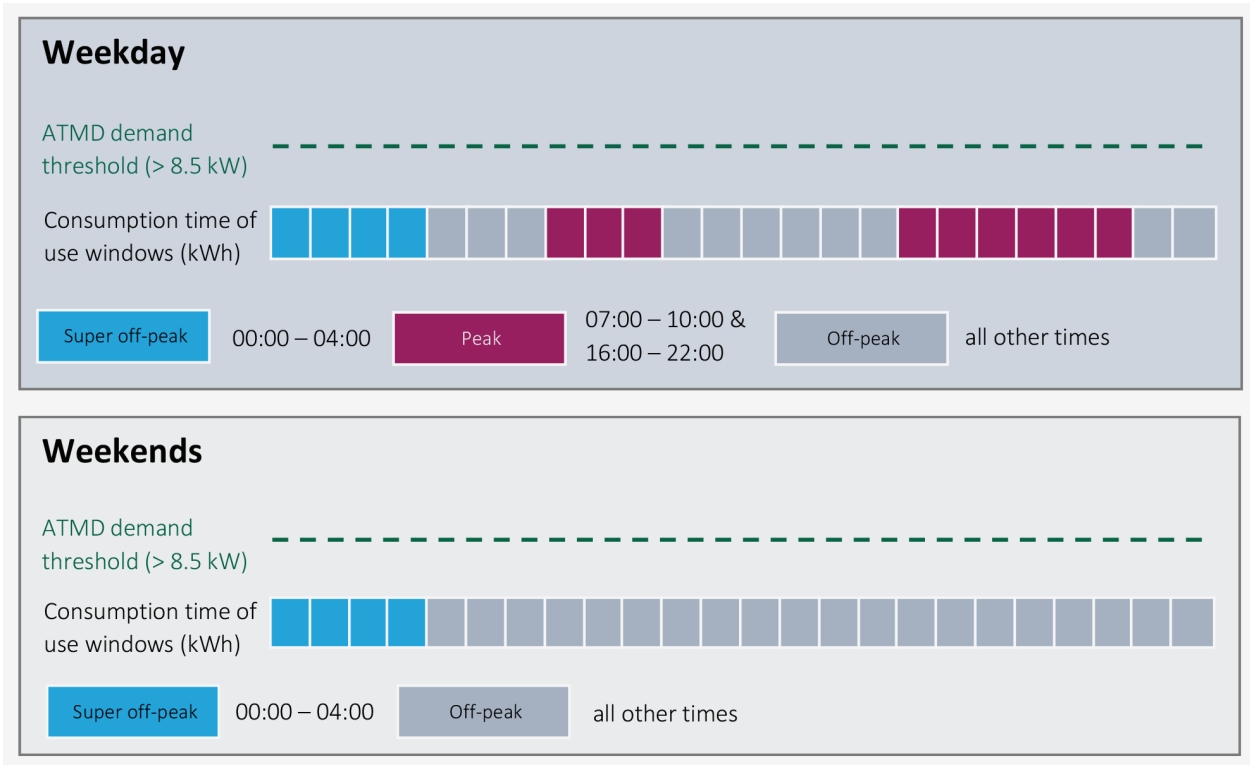 Weekday
ATMD demand
threshold (> 8.5 kW)
Consumption time of
use windows (kWh)
Super off-peak
00:00 – 04:00
Peak
07:00 – 10:00 &
16:00 – 22:00
Off-peak
all other times
Weekends
ATMD demand
threshold (> 8.5 kW)
Consumption time of
use windows (kWh)
Super off-peak
00:00 – 04:00
Off-peak
all other times